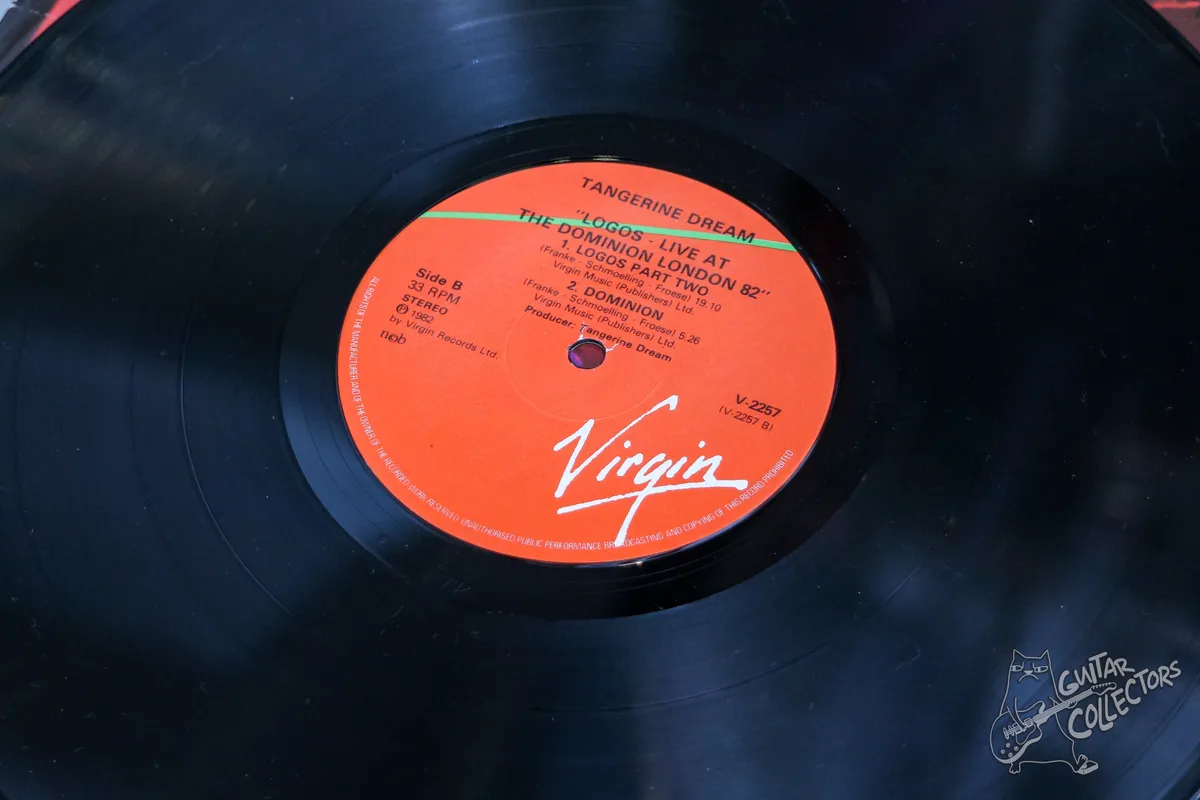 TANGERINE DREAM
"LOGOS - LIVE AT
THE DOMINION LONDON 82"
1. LOGOS PART TWO
(Franke - Schmoelling - Froese) 19.10
Virgin Music (Publishers) Ltd.
2. DOMINION
(Franke - Schmoelling - Froese) 5:26
Virgin Music (Publishers) Ltd.
Producer: Tangerine Dream
Side B
33 RPM
STEREO
℗ 1982
by Virgin Records Ltd.
ncb
V-2257
(V-2257 B)
Virgin
ALL RIGHTS OF THE MANUFACTURER AND OF THE OWNER OF THE RECORDED WORK RESERVED. UNAUTHORISED PUBLIC PERFORMANCE BROADCASTING AND COPYING OF THIS RECORD PROHIBITED
GUITAR
COLLECTORS